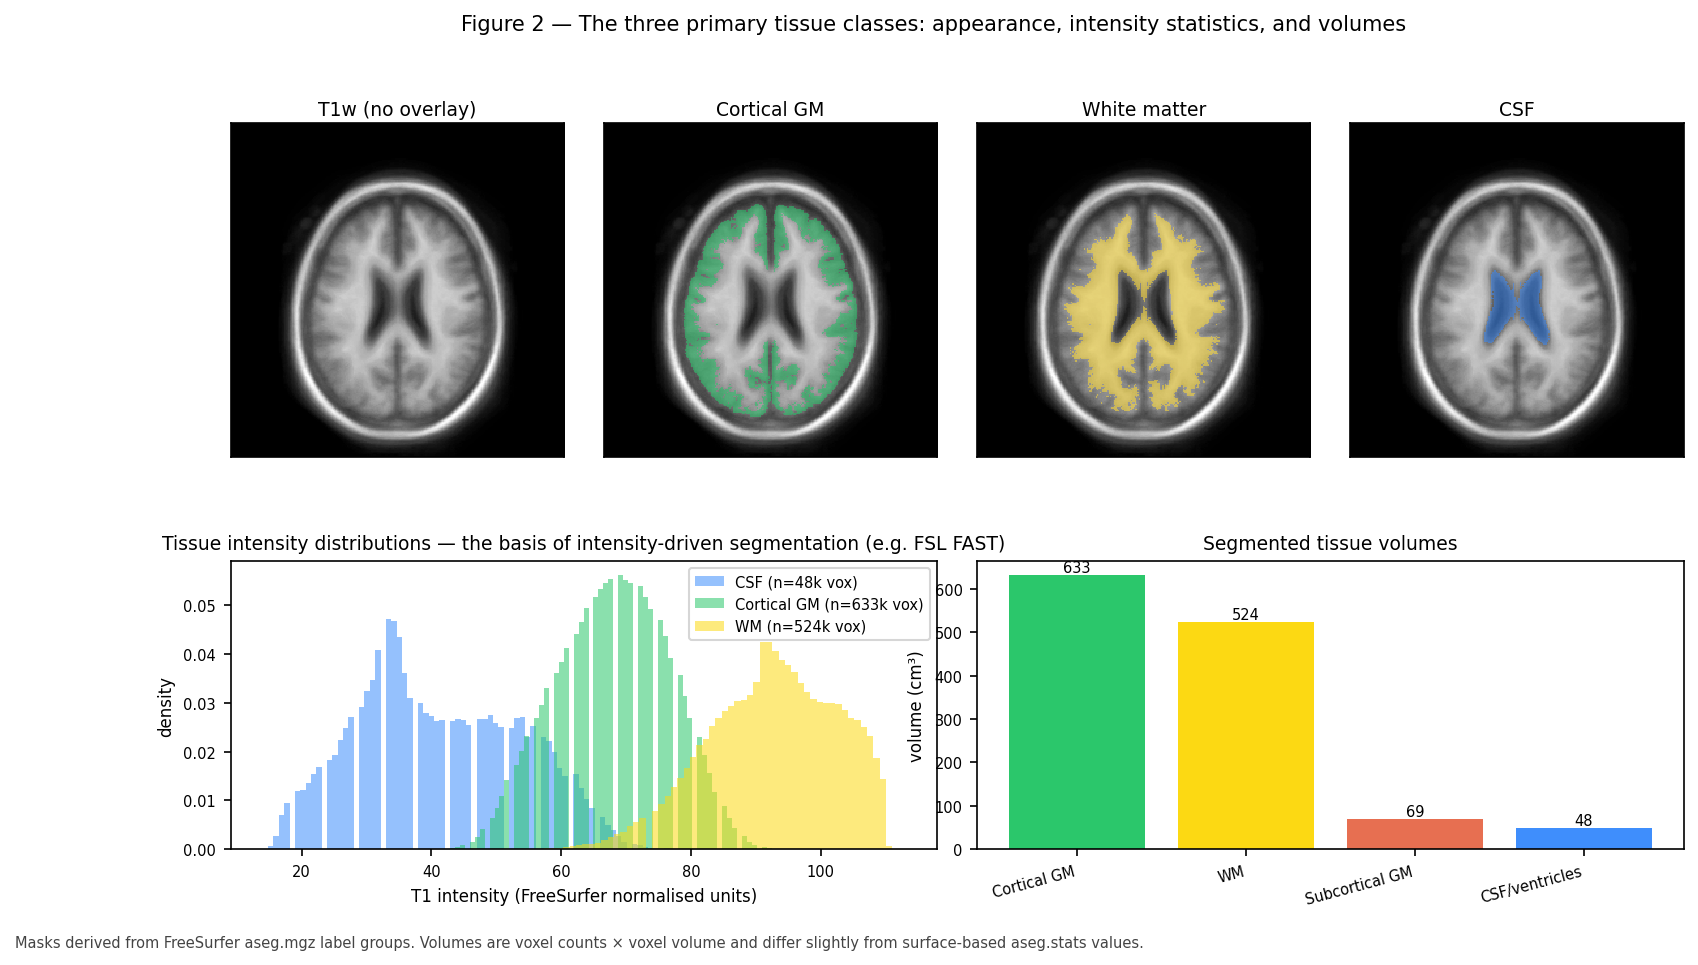 Figure 2 — The three primary tissue classes: appearance, intensity statistics, and volumes
T1w (no overlay)
Cortical GM
White matter
CSF
Tissue intensity distributions — the basis of intensity-driven segmentation (e.g. FSL FAST)
density
0.05
0.04
0.03
0.02
0.01
0.00
CSF (n=48k vox)
Cortical GM (n=633k vox)
WM (n=524k vox)
20
40
60
80
100
T1 intensity (FreeSurfer normalised units)
Segmented tissue volumes
volume (cm³)
600
500
400
300
200
100
0
633
524
69
48
Cortical GM
WM
Subcortical GM
CSF/ventricles
Masks derived from FreeSurfer aseg.mgz label groups. Volumes are voxel counts × voxel volume and differ slightly from surface-based aseg.stats values.